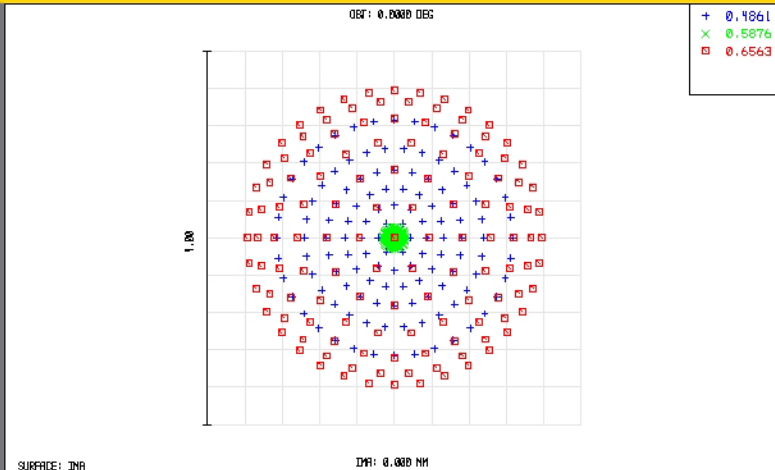 OBJ: 0.0000 DEG
+ 0.4861
× 0.5876
0.6563
1.00
IMA: 0.000 MM
SURFACE: IMA